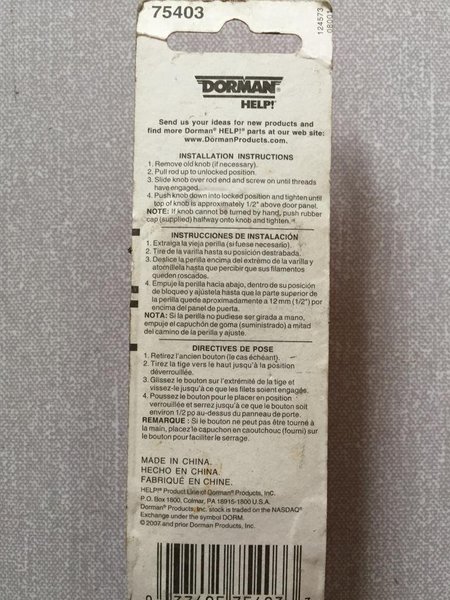 75403
124573
08001
DORMAN®
HELP!®
Send us your ideas for new products and
find more Dorman® HELP!® parts at our web site:
www.DormanProducts.com
INSTALLATION INSTRUCTIONS
1. Remove old knob (if necessary).
2. Pull rod up to unlocked position.
3. Slide knob over rod end and screw on until threads
have engaged.
4. Push knob down into locked position and tighten until
top of knob is approximately 1/2" above door panel.
NOTE: If knob cannot be turned by hand, push rubber
cap (supplied) halfway onto knob and tighten.
INSTRUCCIONES DE INSTALACIÓN
1. Extraiga la vieja perilla (si fuese necesario).
2. Tire de la varilla hasta su posición destrabada.
3. Deslice la perilla encima del extrémo de la varilla y
atorníllela hasta que percibir que sus filamentos
queden roscados.
4. Empuje la perilla hacia abajo, dentro de su posición
de bloqueo y ajústela hasta que la parte superior de
la perilla quede aproximadamente a 12 mm (1/2") por
encima del panel de puerta.
NOTA: Si la perilla no pudiese ser girada a mano,
empuje el capuchón de goma (suministrado) a mitad
del camino de la perilla y ajuste.
DIRECTIVES DE POSE
1. Retirez l'ancien bouton (le cas échéant).
2. Tirez la tige vers le haut jusqu'à la position
déverrouillée.
3. Glissez le bouton sur l'extrémité de la tige et
vissez-le jusqu'à ce que les filets soient engagés.
4. Poussez le bouton pour le placer en position
verrouillée et serrez jusqu'à ce que le bouton soit
environ 1/2 po au-dessus du panneau de porte.
REMARQUE : Si le bouton ne peut pas être tourné à
la main, placez le capuchon en caoutchouc (fourni) sur
le bouton pour faciliter le serrage.
MADE IN CHINA.
HECHO EN CHINA.
FABRIQUÉ EN CHINE.
HELP!® Product Line of Dorman® Products, Inc.
P.O. Box 1800, Colmar, PA 18915-1800 U.S.A.
Dorman® Products, Inc. stock is traded on the NASDAQ®
Exchange under the symbol DORM.
© 2007 and prior Dorman Products, Inc.
0 37495 75403 3